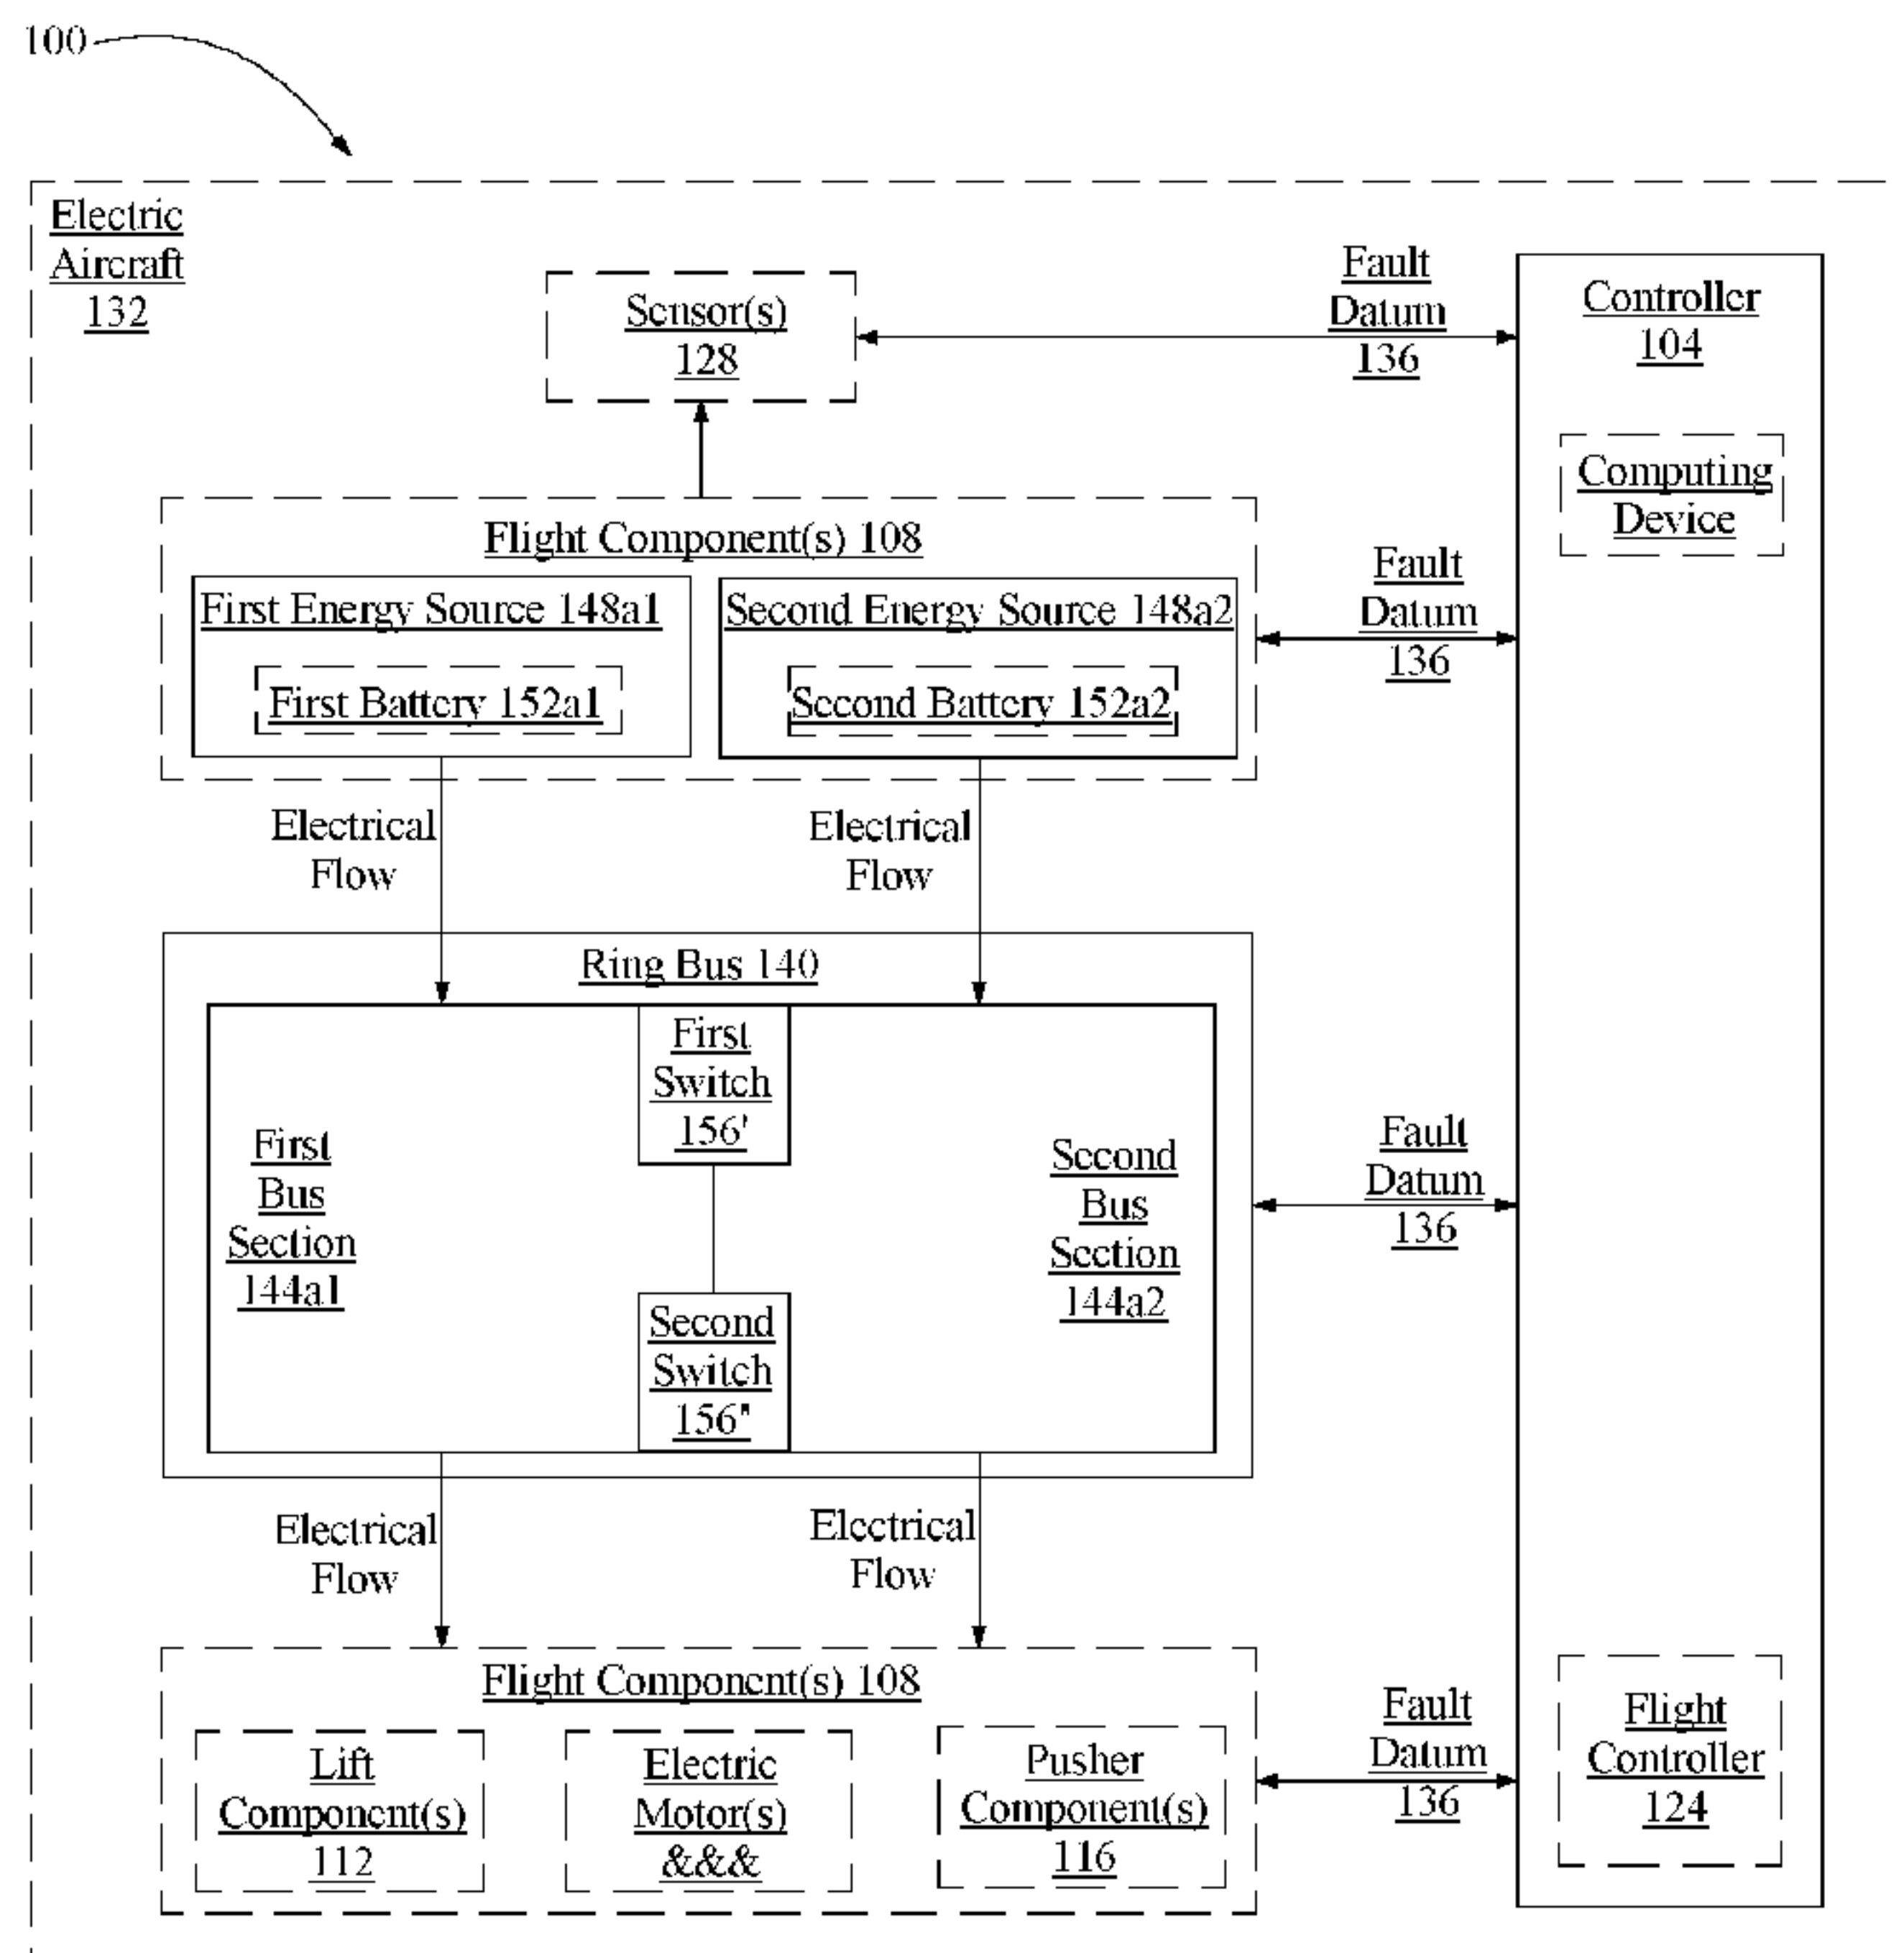 100
Electric
Aircraft
132
Sensor(s)
128
Fault
Datum
136
Controller
104
Computing
Device
Flight Component(s) 108
First Energy Source 148a1
First Battery 152a1
Second Energy Source 148a2
Second Battery 152a2
Fault
Datum
136
Electrical
Flow
Electrical
Flow
Ring Bus 140
First
Switch
156'
First
Bus
Section
144a1
Second
Bus
Section
144a2
Second
Switch
156"
Fault
Datum
136
Electrical
Flow
Electrical
Flow
Flight Component(s) 108
Lift
Component(s)
112
Electric
Motor(s)
&&&
Pusher
Component(s)
116
Fault
Datum
136
Flight
Controller
124